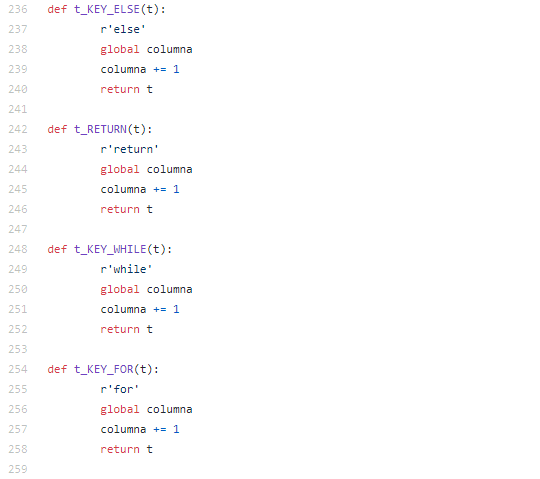 236 def t_KEY_ELSE(t):
237 r'else'
238 global columna
239 columna += 1
240 return t
241
242 def t_RETURN(t):
243 r'return'
244 global columna
245 columna += 1
246 return t
247
248 def t_KEY_WHILE(t):
249 r'while'
250 global columna
251 columna += 1
252 return t
253
254 def t_KEY_FOR(t):
255 r'for'
256 global columna
257 columna += 1
258 return t
259